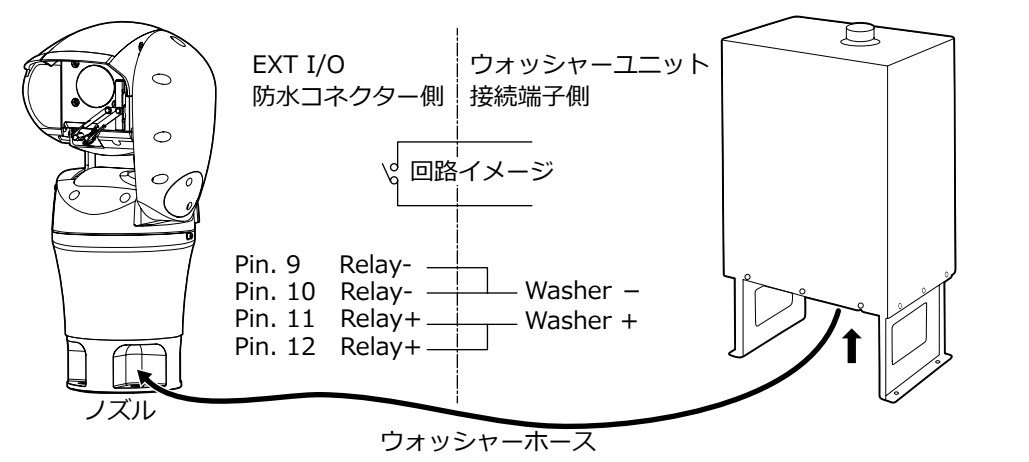 EXT I/O
防水コネクター側
ウォッシャーユニット
接続端子側
回路イメージ
Pin. 9 Relay-
Pin. 10 Relay-
Pin. 11 Relay+
Pin. 12 Relay+
Washer −
Washer +
ノズル
ウォッシャーホース